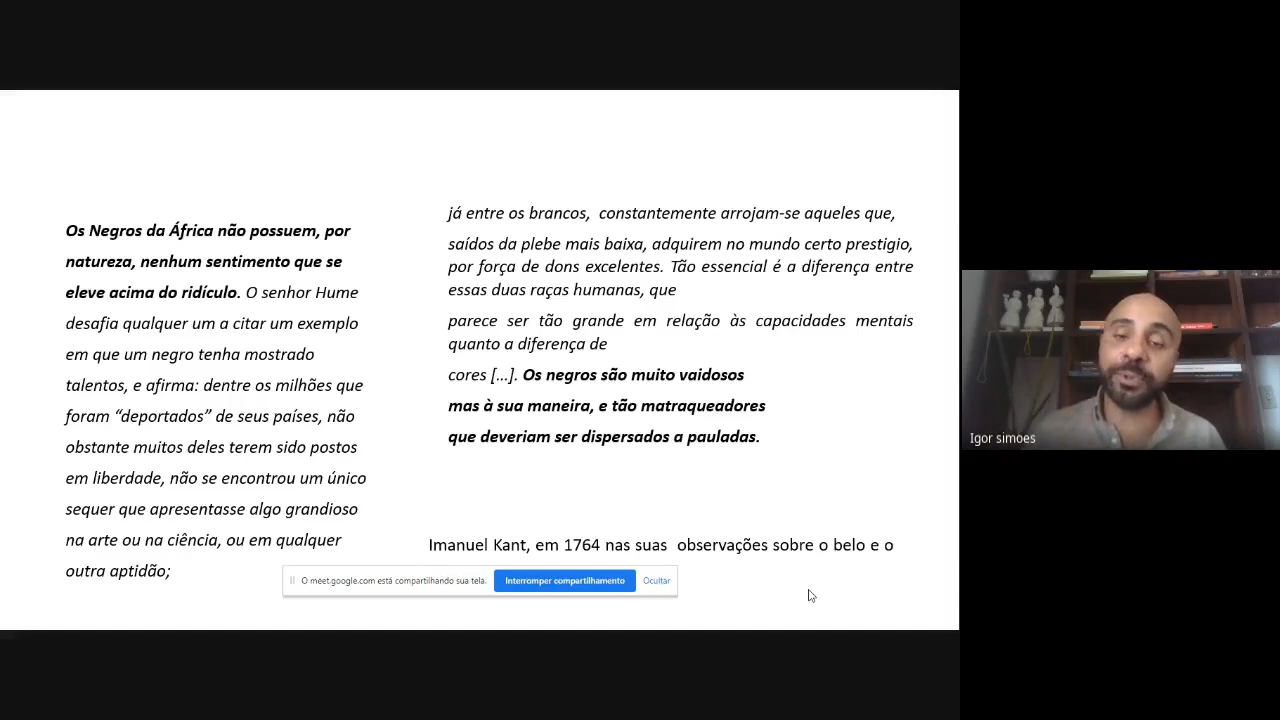 Os Negros da África não possuem, por
natureza, nenhum sentimento que se
eleve acima do ridículo. O senhor Hume
desafia qualquer um a citar um exemplo
em que um negro tenha mostrado
talentos, e afirma: dentre os milhões que
foram “deportados” de seus países, não
obstante muitos deles terem sido postos
em liberdade, não se encontrou um único
sequer que apresentasse algo grandioso
na arte ou na ciência, ou em qualquer
outra aptidão;
já entre os brancos, constantemente arrojam-se aqueles que,
saídos da plebe mais baixa, adquirem no mundo certo prestigio,
por força de dons excelentes. Tão essencial é a diferença entre
essas duas raças humanas, que
parece ser tão grande em relação às capacidades mentais
quanto a diferença de
cores [...]. Os negros são muito vaidosos
mas à sua maneira, e tão matraqueadores
que deveriam ser dispersados a pauladas.
Imanuel Kant, em 1764 nas suas observações sobre o belo e o
O meet.google.com está compartilhando sua tela.
Interromper compartilhamento
Ocultar
Igor simoes